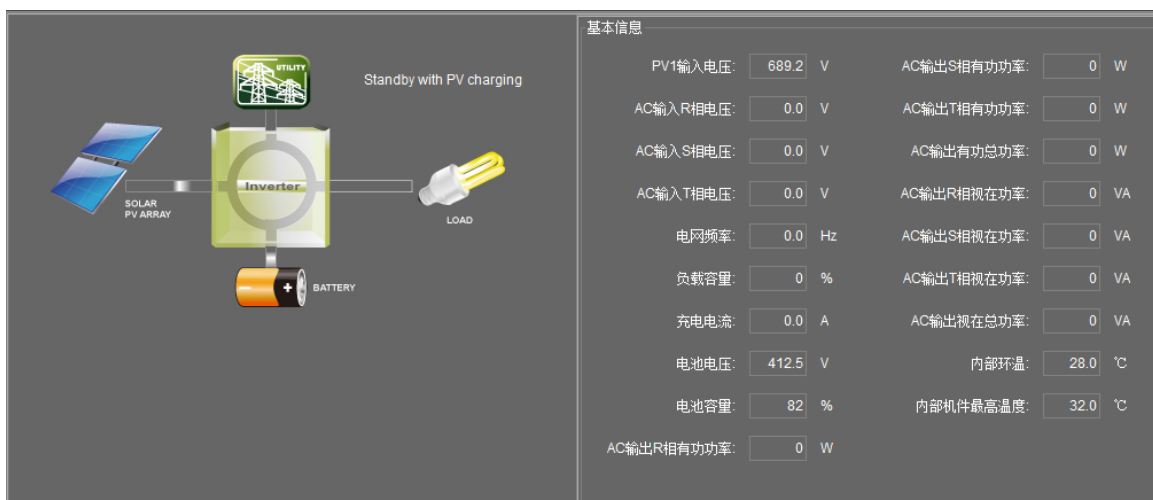 UTILITY
Standby with PV charging
Inverter
SOLAR
PV ARRAY
LOAD
BATTERY
基本信息
PV1输入电压: 689.2 V
AC输入R相电压: 0.0 V
AC输入S相电压: 0.0 V
AC输入T相电压: 0.0 V
电网频率: 0.0 Hz
负载容量: 0 %
充电电流: 0.0 A
电池电压: 412.5 V
电池容量: 82 %
AC输出R相有功功率: 0 W
AC输出S相有功功率: 0 W
AC输出T相有功功率: 0 W
AC输出有功总功率: 0 W
AC输出R相视在功率: 0 VA
AC输出S相视在功率: 0 VA
AC输出T相视在功率: 0 VA
AC输出视在总功率: 0 VA
内部环温: 28.0 ℃
内部机件最高温度: 32.0 ℃